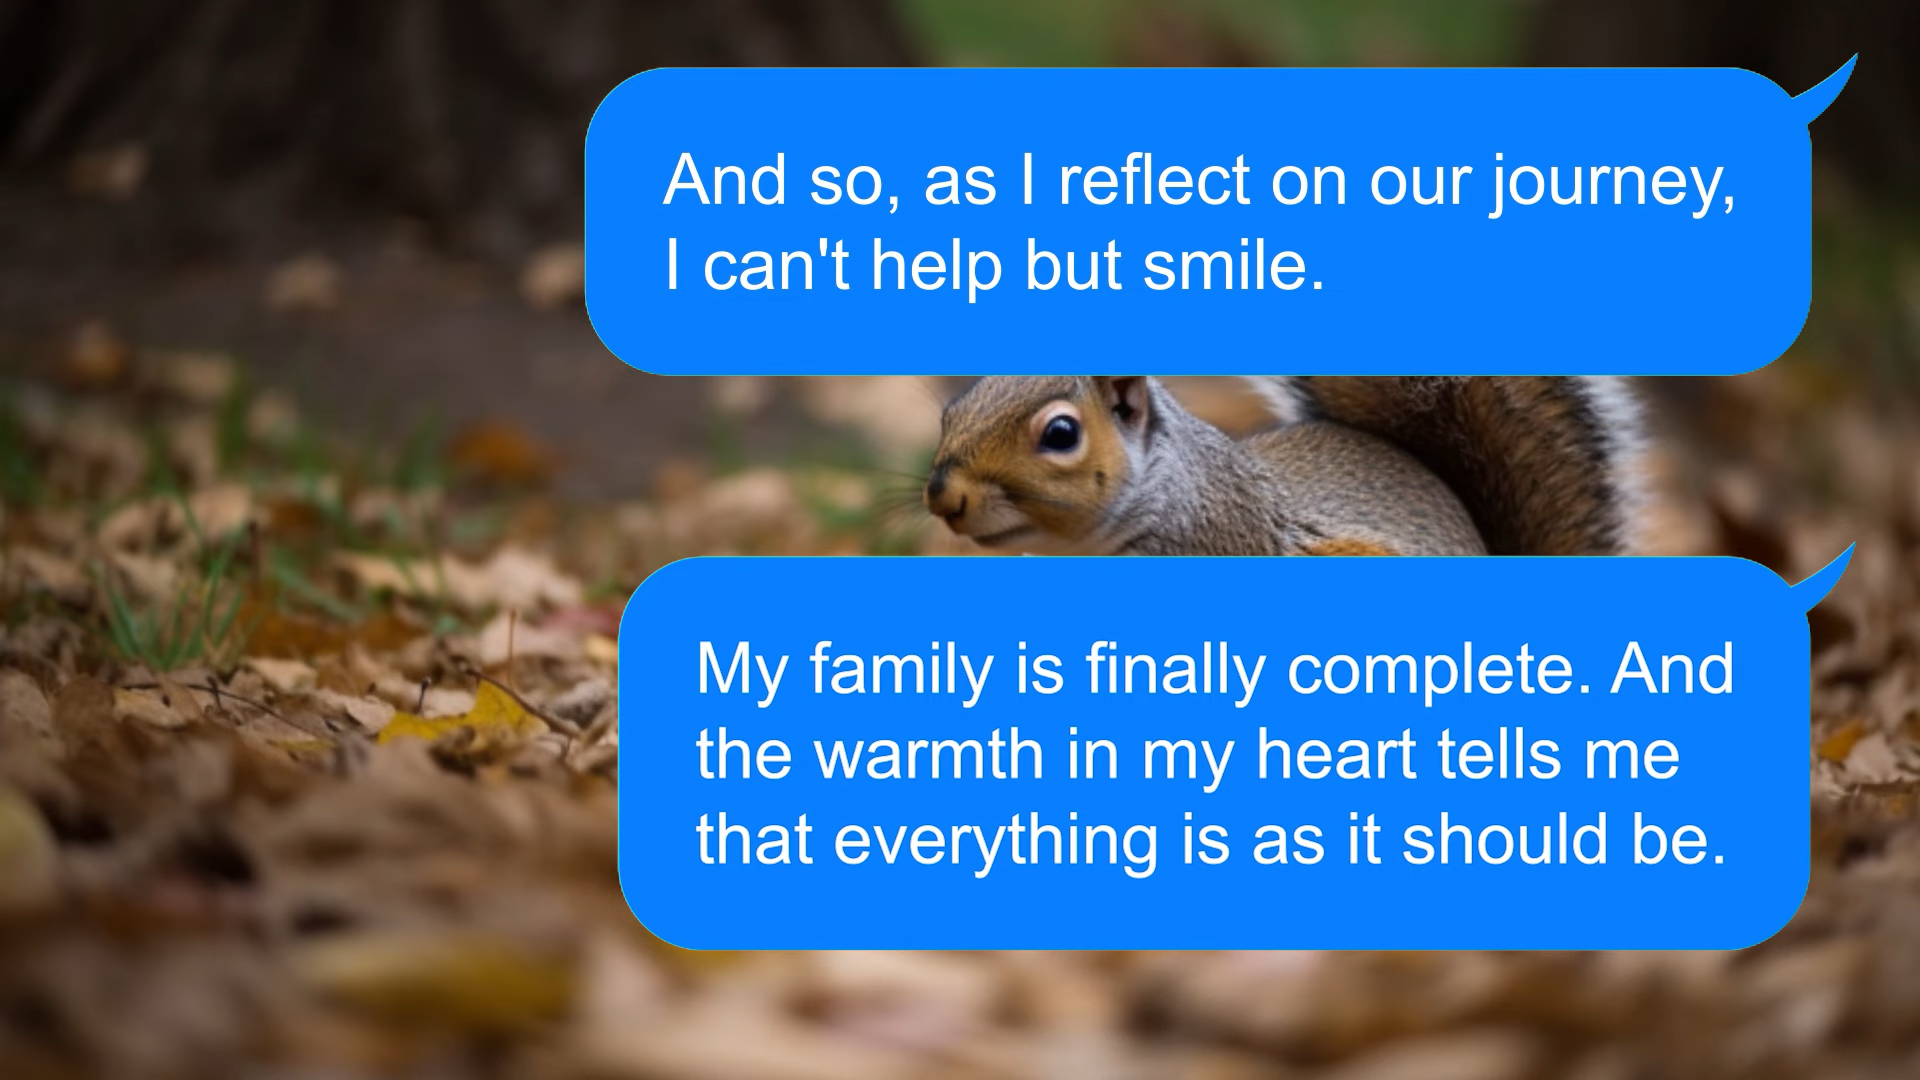 And so, as I reflect on our journey,
I can't help but smile.
My family is finally complete. And
the warmth in my heart tells me
that everything is as it should be.